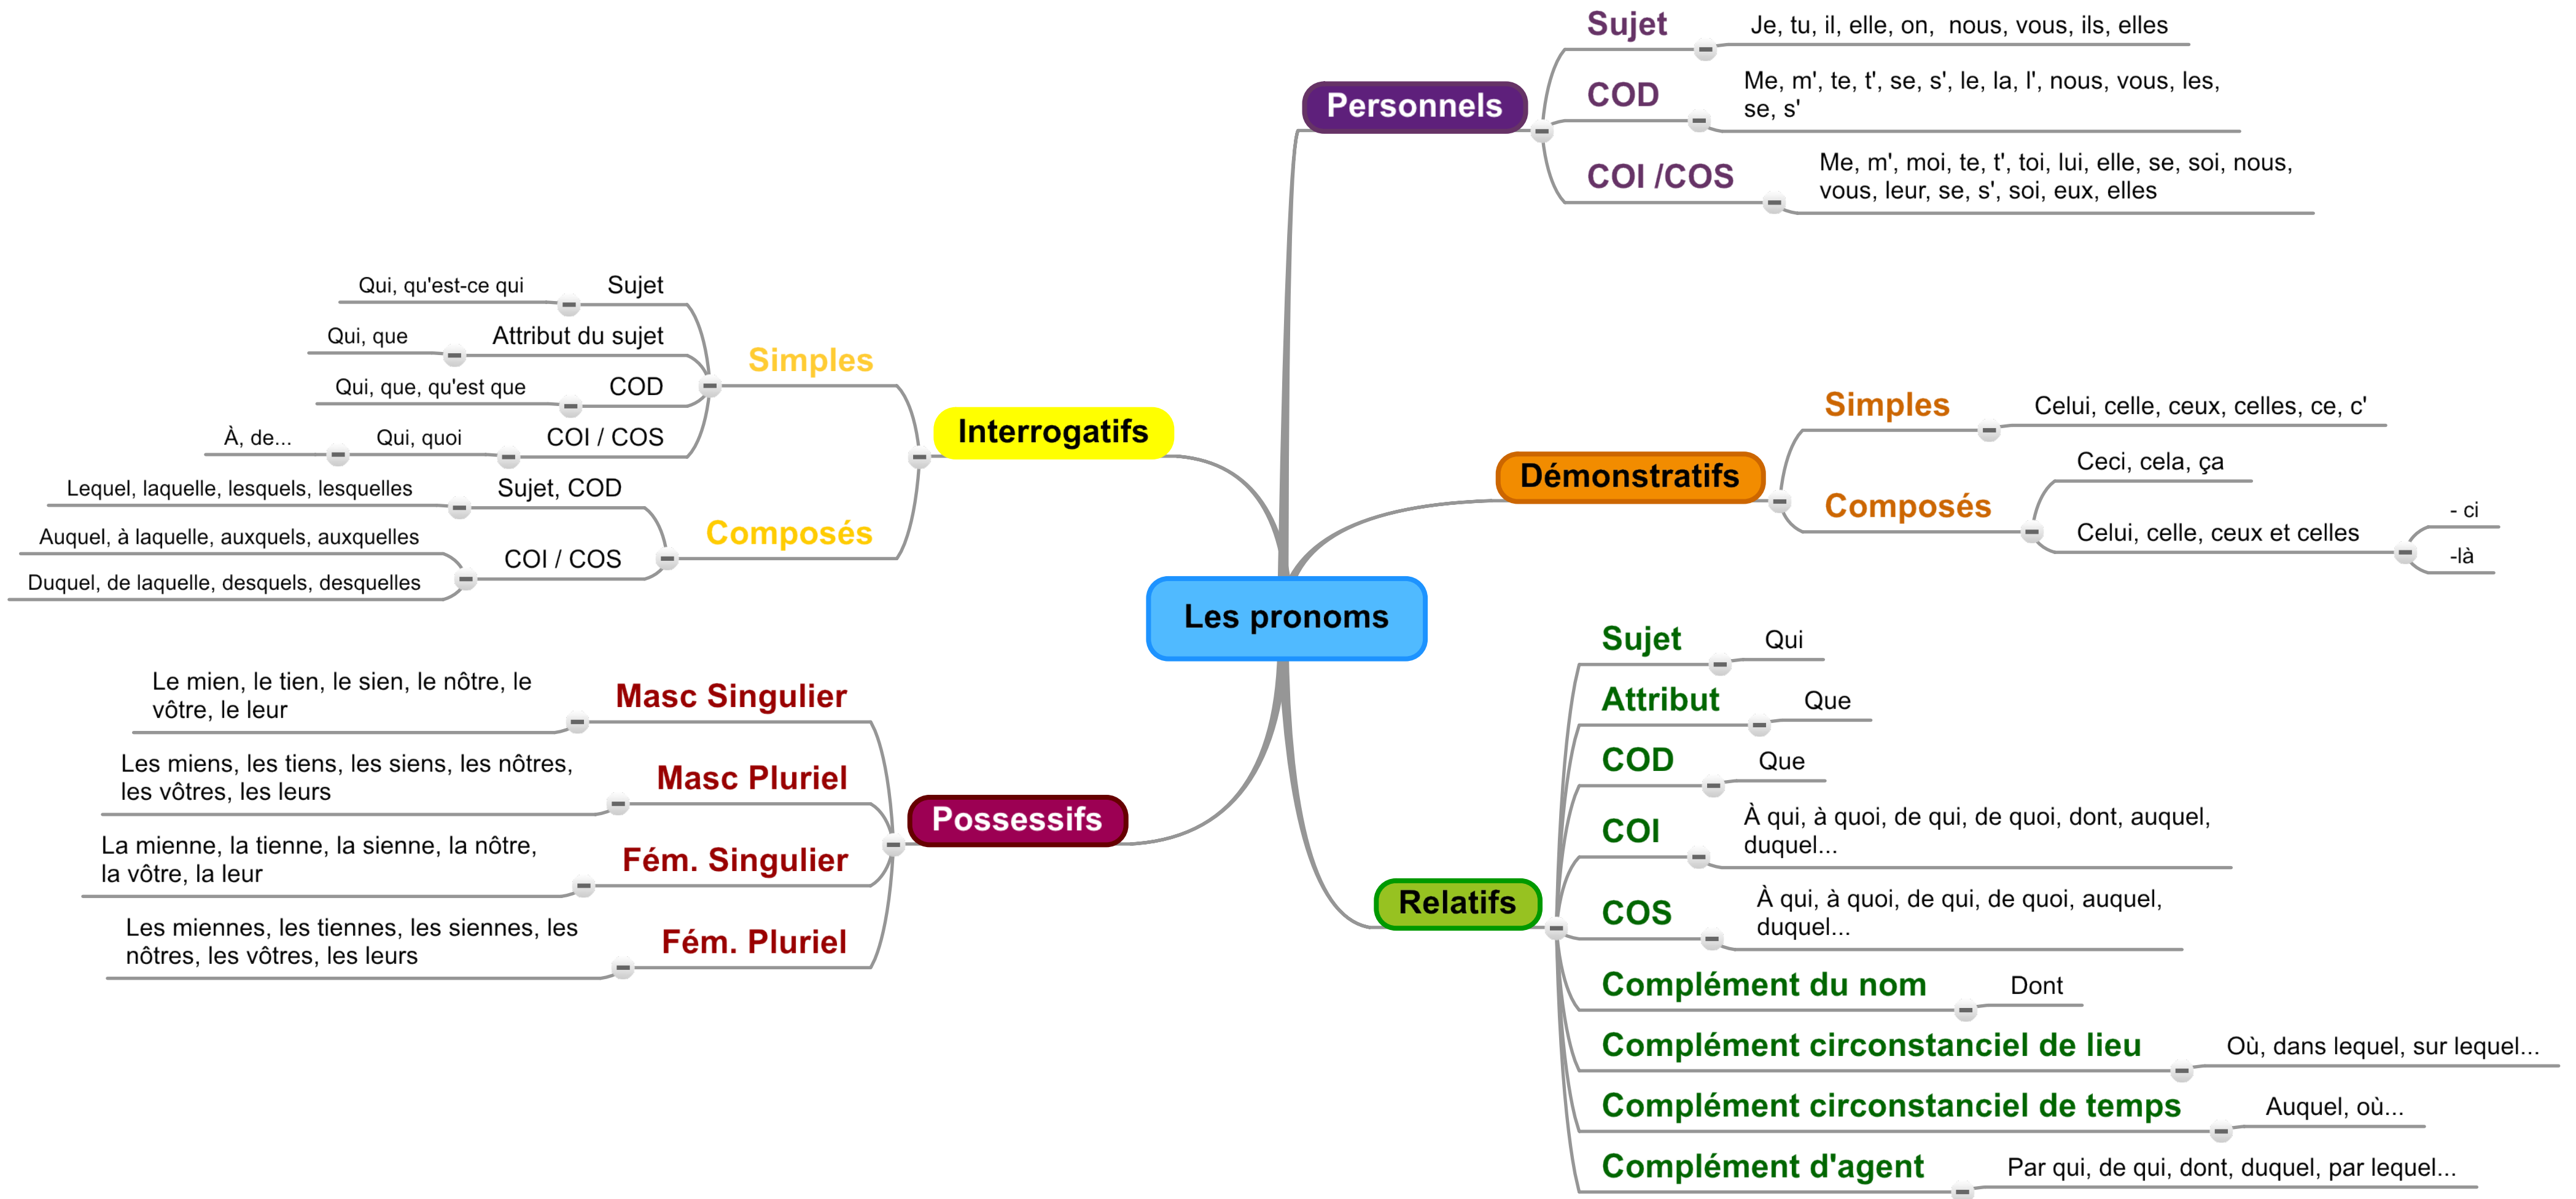 Les pronoms
Personnels
Sujet
Je, tu, il, elle, on,  nous, vous, ils, elles
COD
Me, m', te, t', se, s', le, la, l', nous, vous, les,
se, s'
COI /COS
Me, m', moi, te, t', toi, lui, elle, se, soi, nous,
vous, leur, se, s', soi, eux, elles
Démonstratifs
Simples
Celui, celle, ceux, celles, ce, c'
Composés
Ceci, cela, ça
Celui, celle, ceux et celles
- ci
-là
Relatifs
Sujet
Qui
Attribut
Que
COD
Que
COI
À qui, à quoi, de qui, de quoi, dont, auquel,
duquel...
COS
À qui, à quoi, de qui, de quoi, auquel,
duquel...
Complément du nom
Dont
Complément circonstanciel de lieu
Où, dans lequel, sur lequel...
Complément circonstanciel de temps
Auquel, où...
Complément d'agent
Par qui, de qui, dont, duquel, par lequel...
Interrogatifs
Simples
Sujet
Qui, qu'est-ce qui
Attribut du sujet
Qui, que
COD
Qui, que, qu'est que
COI / COS
Qui, quoi
À, de...
Composés
Sujet, COD
Lequel, laquelle, lesquels, lesquelles
COI / COS
Auquel, à laquelle, auxquels, auxquelles
Duquel, de laquelle, desquels, desquelles
Possessifs
Masc Singulier
Le mien, le tien, le sien, le nôtre, le
vôtre, le leur
Masc Pluriel
Les miens, les tiens, les siens, les nôtres,
les vôtres, les leurs
Fém. Singulier
La mienne, la tienne, la sienne, la nôtre,
la vôtre, la leur
Fém. Pluriel
Les miennes, les tiennes, les siennes, les
nôtres, les vôtres, les leurs